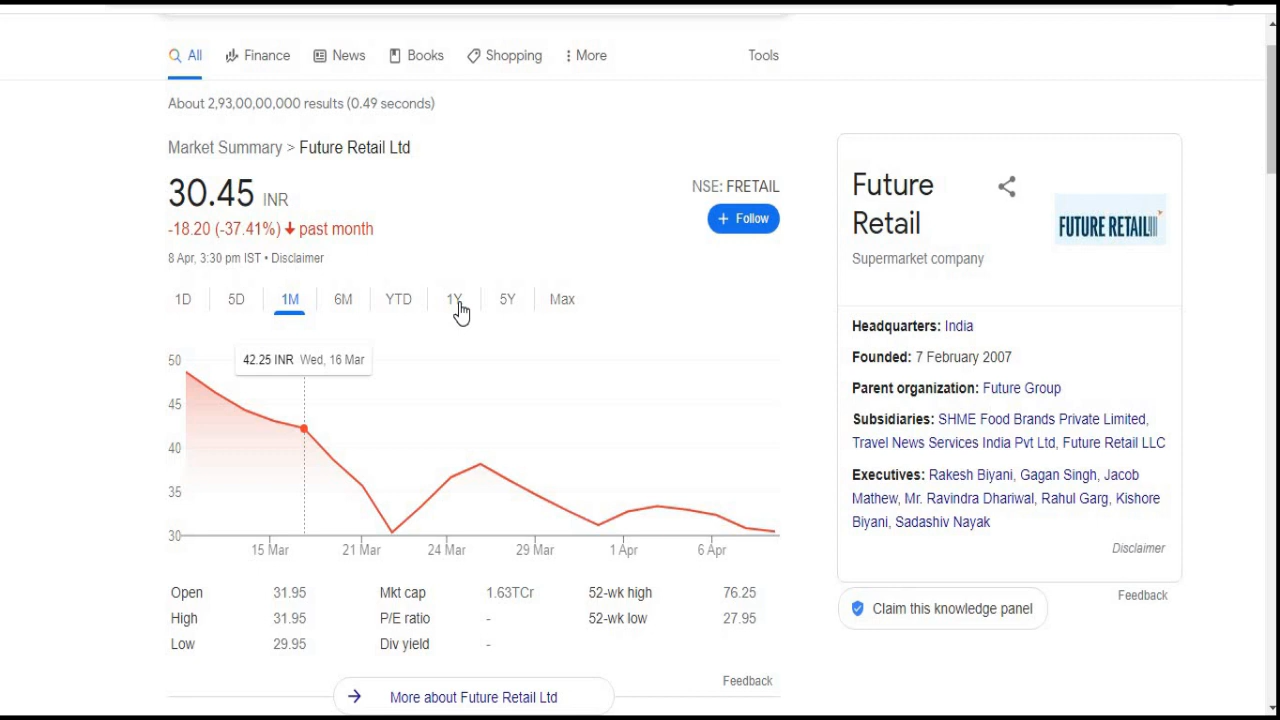 All Finance News Books Shopping More Tools
About 2,93,00,00,000 results (0.49 seconds)
Market Summary > Future Retail Ltd
30.45 INR
NSE: FRETAIL
-18.20 (-37.41%) past month
+ Follow
8 Apr, 3:30 pm IST • Disclaimer
1D 5D 1M 6M YTD 1Y 5Y Max
42.25 INR Wed, 16 Mar
50
45
40
35
30
15 Mar 21 Mar 24 Mar 29 Mar 1 Apr 6 Apr
Open 31.95 Mkt cap 1.63TCr 52-wk high 76.25
High 31.95 P/E ratio - 52-wk low 27.95
Low 29.95 Div yield -
Feedback
More about Future Retail Ltd
Future
Retail
FUTURE RETAIL
Supermarket company
Headquarters: India
Founded: 7 February 2007
Parent organization: Future Group
Subsidiaries: SHME Food Brands Private Limited,
Travel News Services India Pvt Ltd, Future Retail LLC
Executives: Rakesh Biyani, Gagan Singh, Jacob
Mathew, Mr. Ravindra Dhariwal, Rahul Garg, Kishore
Biyani, Sadashiv Nayak
Disclaimer
Feedback
Claim this knowledge panel